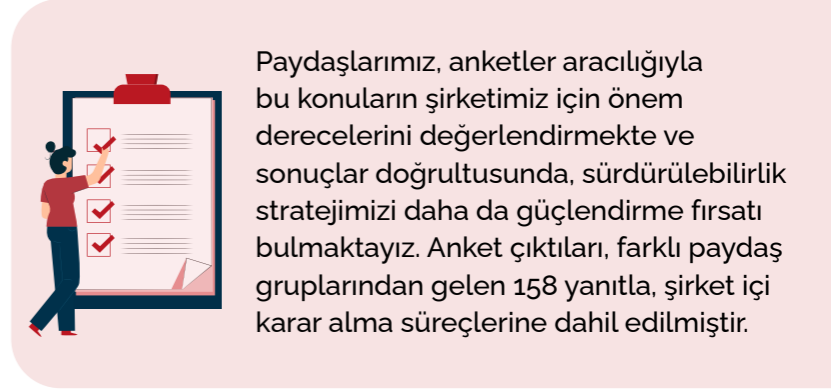 Paydaşlarımız, anketler aracılığıyla
bu konuların şirketimiz için önem
derecelerini değerlendirmekte ve
sonuçlar doğrultusunda, sürdürülebilirlik
stratejimizi daha da güçlendirme fırsatı
bulmaktayız. Anket çıktıları, farklı paydaş
gruplarından gelen 158 yanıtla, şirket içi
karar alma süreçlerine dahil edilmiştir.